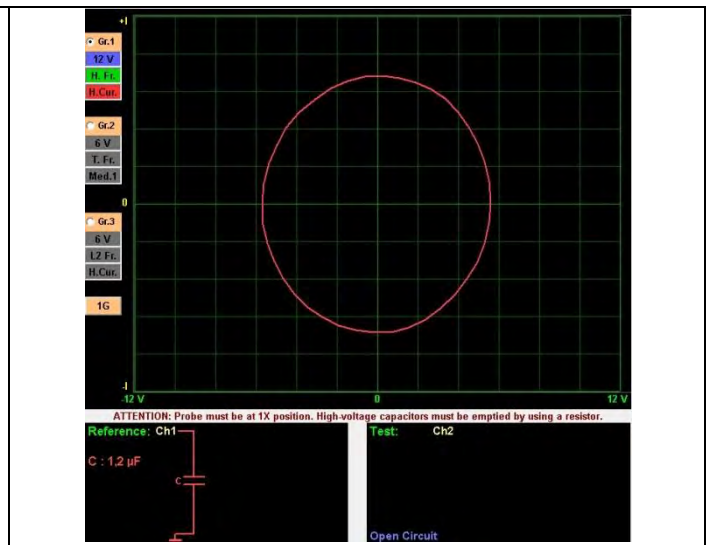 +I
Gr.1
12 V
H. Fr.
H.Cur.
Gr.2
6 V
T. Fr.
Med.1
0
Gr.3
6 V
L2 Fr.
H.Cur.
1G
-I
-12 V 0 12 V
ATTENTION: Probe must be at 1X position. High-voltage capacitors must be emptied by using a resistor.
Reference: Ch1
C : 1,2 µF
C
Test: Ch2
Open Circuit